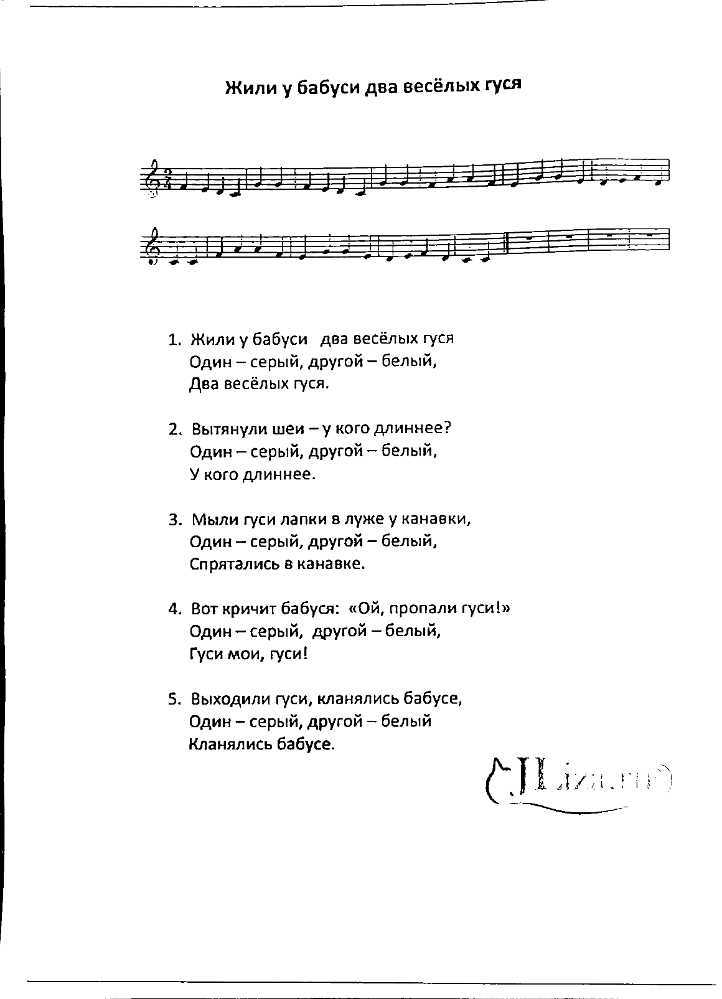 Жили у бабуси два весёлых гуся
2
4
1. Жили у бабуси два весёлых гуся
Один – серый, другой – белый,
Два весёлых гуся.
2. Вытянули шеи – у кого длиннее?
Один – серый, другой – белый,
У кого длиннее.
3. Мыли гуси лапки в луже у канавки,
Один – серый, другой – белый,
Спрятались в канавке.
4. Вот кричит бабуся: «Ой, пропали гуси!»
Один – серый, другой – белый,
Гуси мои, гуси!
5. Выходили гуси, кланялись бабусе,
Один – серый, другой – белый
Кланялись бабусе.
JLiza.ru